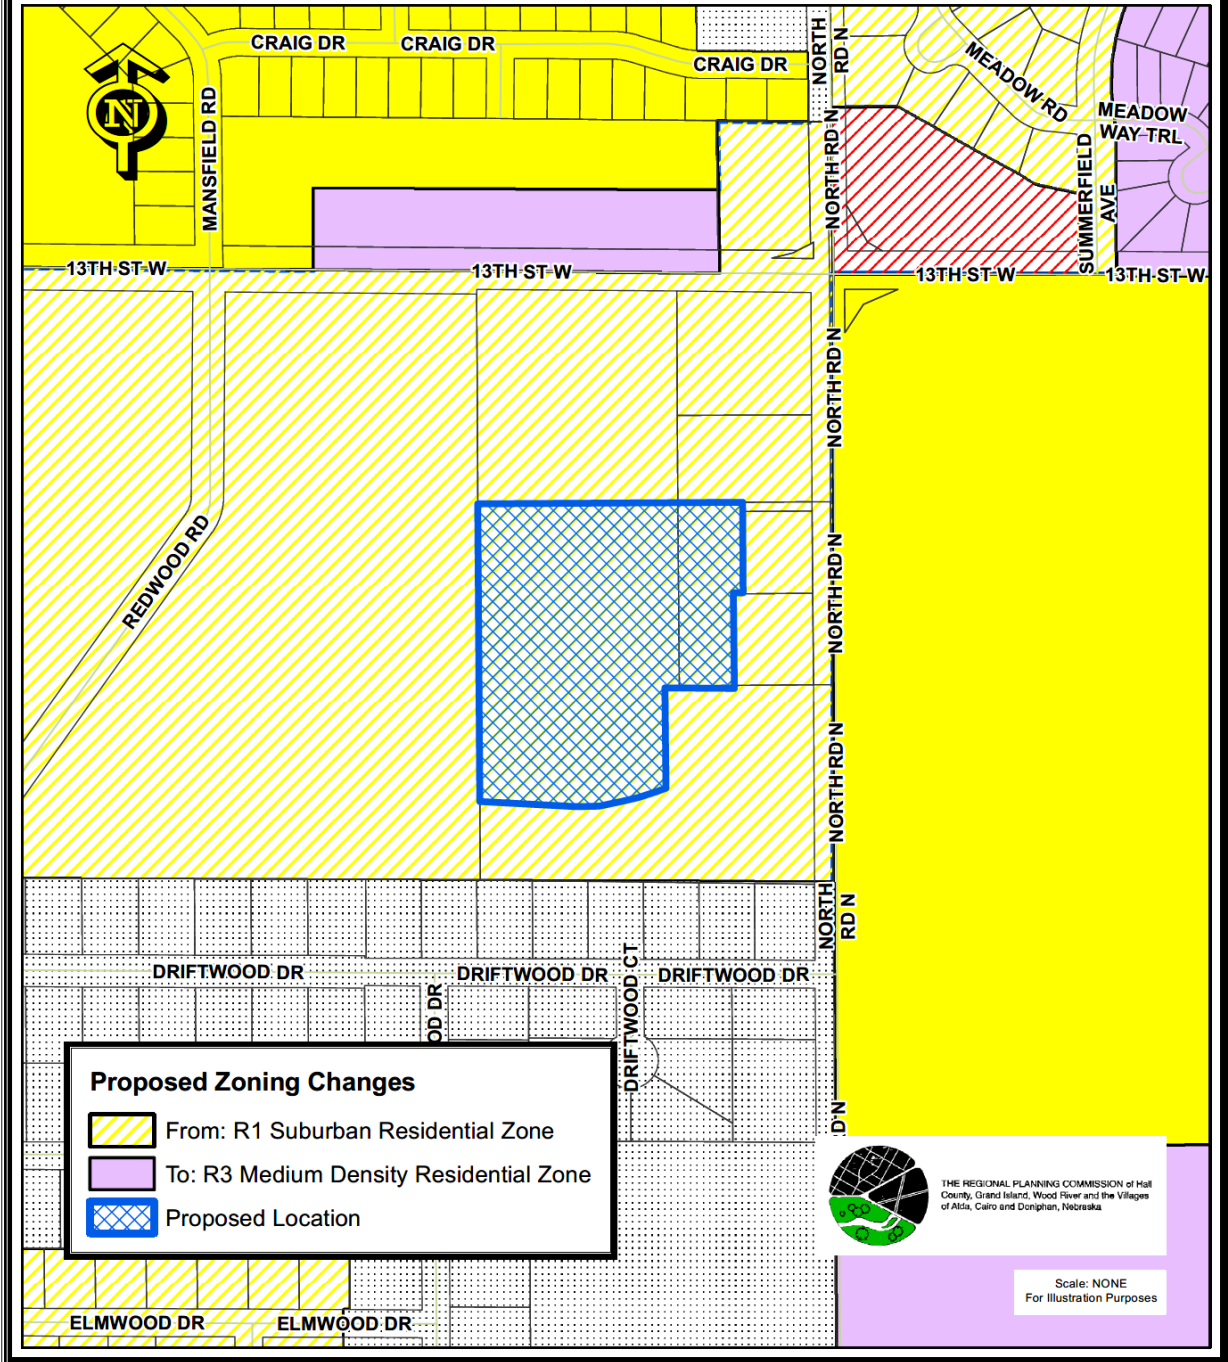 CRAIG DR
CRAIG DR
CRAIG DR
NORTH
RD N
MEADOW RD
MEADOW
WAY TRL
N
MANSFIELD RD
NORTH RD N
SUMMERFIELD
AVE
13TH ST W
13TH ST W
13TH ST W
13TH ST W
NORTH RD N
REDWOOD RD
NORTH RD N
NORTH RD N
NORTH
RD N
DRIFTWOOD DR
DRIFTWOOD DR
DRIFTWOOD DR
DRIFTWOOD CT
OD DR
D N
Proposed Zoning Changes
From: R1 Suburban Residential Zone
To: R3 Medium Density Residential Zone
Proposed Location
THE REGIONAL PLANNING COMMISSION of Hall
County, Grand Island, Wood River and the Villages
of Alda, Cairo and Doniphan, Nebraska
Scale: NONE
For Illustration Purposes
ELMWOOD DR
ELMWOOD DR